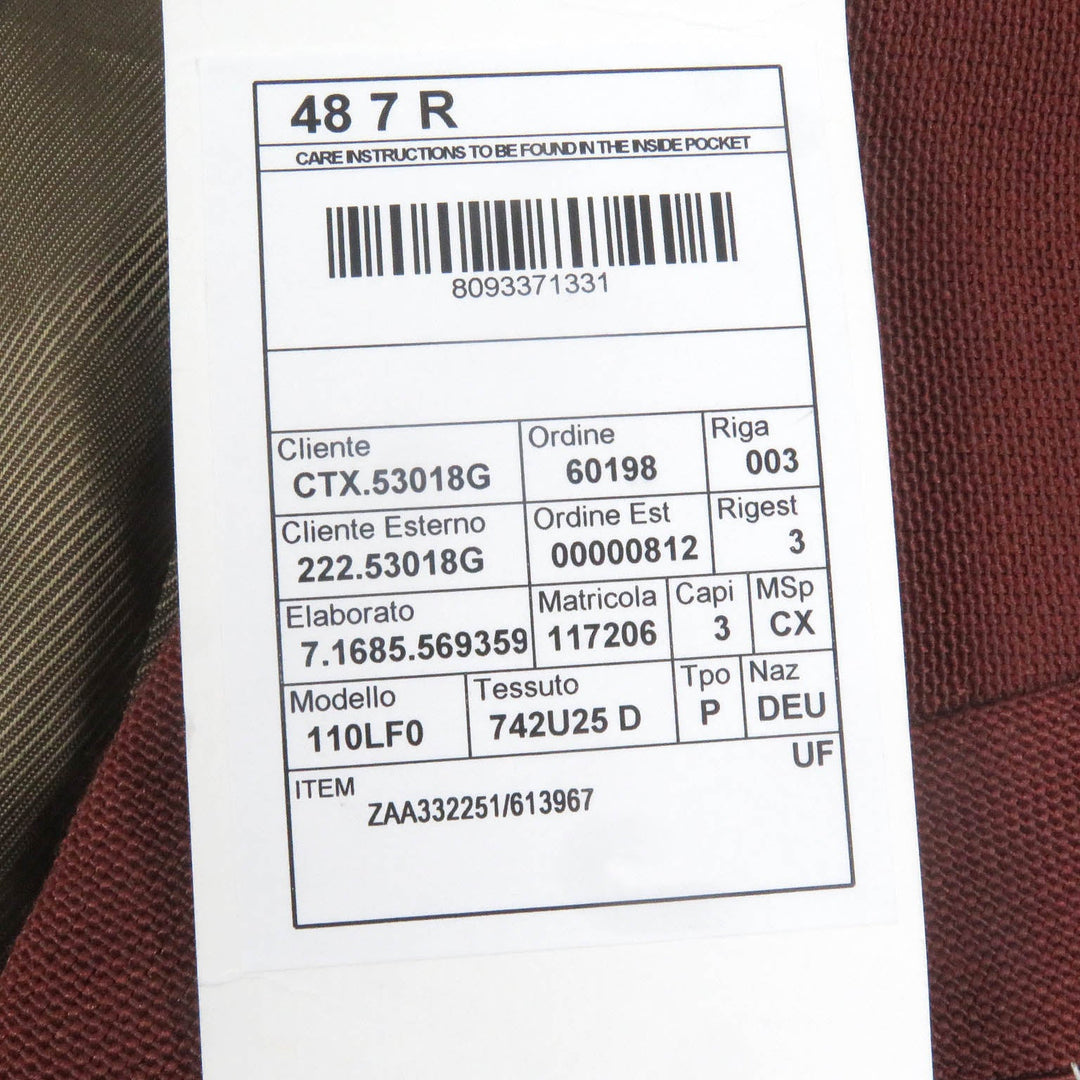 48 7 R
CARE INSTRUCTIONS TO BE FOUND IN THE INSIDE POCKET
8093371331
Cliente Ordine Riga
CTX.53018G 60198 003
Cliente Esterno Ordine Est Rigest
222.53018G 00000812 3
Elaborato Matricola Capi MSp
7.1685.569359 117206 3 CX
Modello Tessuto Tpo Naz
110LF0 742U25 D P DEU
UF
ITEM
ZAA332251/613967